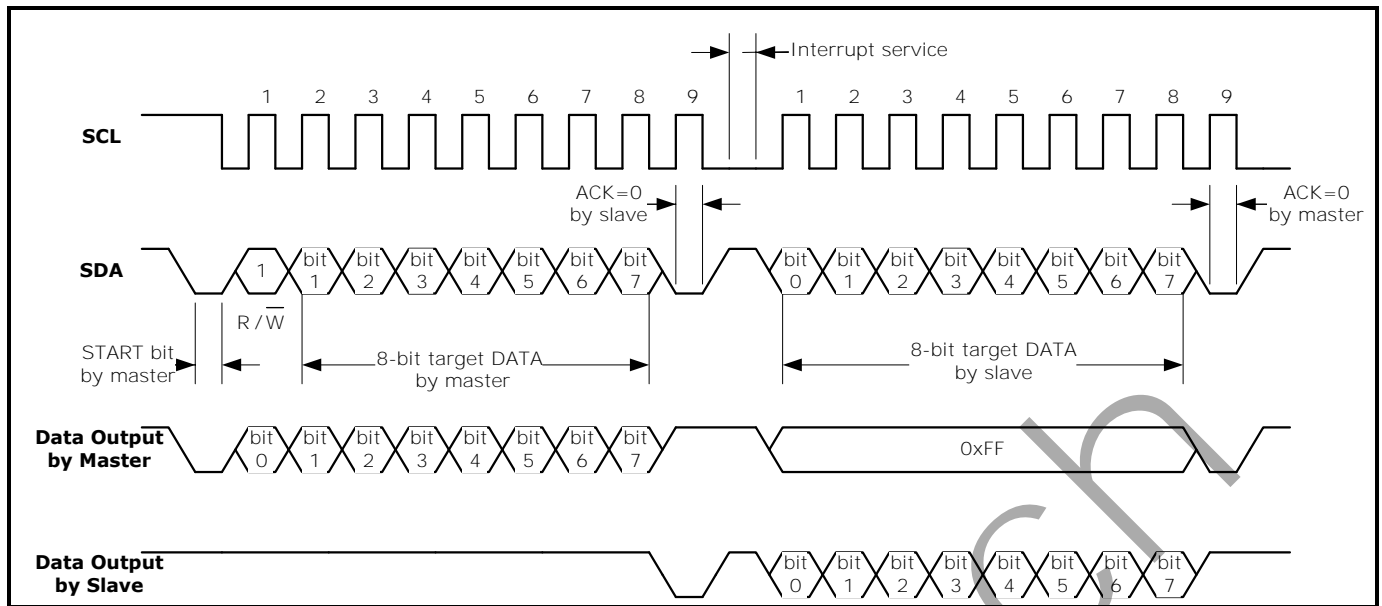 Interrupt service
1 2 3 4 5 6 7 8 9 1 2 3 4 5 6 7 8 9
SCL
ACK=0
by slave
ACK=0
by master
SDA
1 bit 1 bit 2 bit 3 bit 4 bit 5 bit 6 bit 7 bit 0 bit 1 bit 2 bit 3 bit 4 bit 5 bit 6 bit 7
R/W̅
START bit
by master
8-bit target DATA
by master
8-bit target DATA
by slave
Data Output
by Master
bit 0 bit 1 bit 2 bit 3 bit 4 bit 5 bit 6 bit 7 0xFF
Data Output
by Slave
bit 0 bit 1 bit 2 bit 3 bit 4 bit 5 bit 6 bit 7
ch